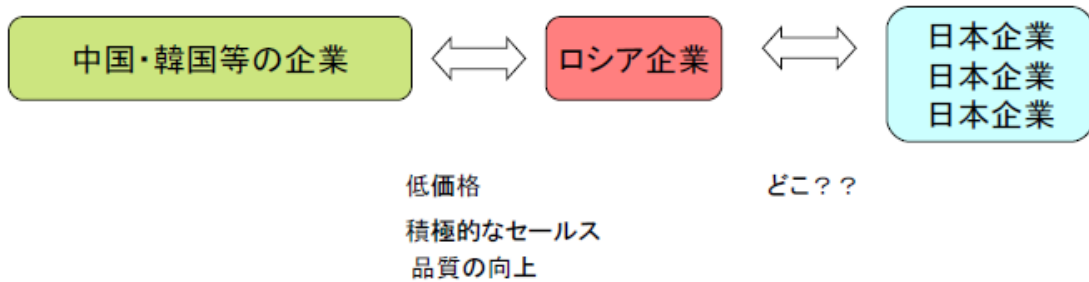 中国・韓国等の企業
ロシア企業
日本企業
日本企業
日本企業
低価格
どこ？？
積極的なセールス
品質の向上